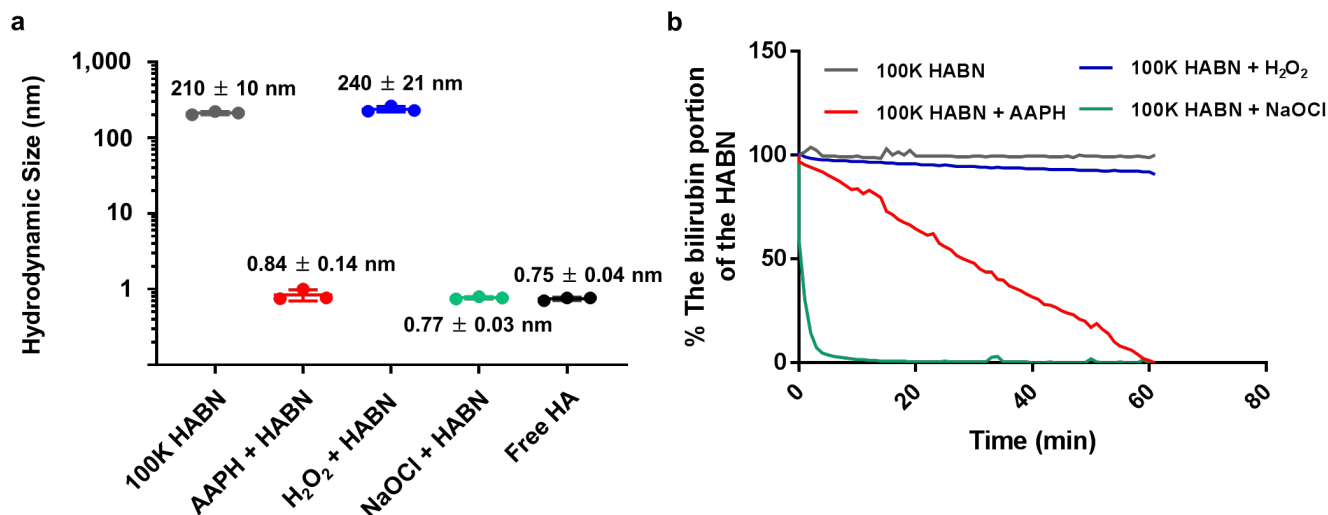 a
Hydrodynamic Size (nm)
1,000
100
10
1
210 ± 10 nm
0.84 ± 0.14 nm
240 ± 21 nm
0.77 ± 0.03 nm
0.75 ± 0.04 nm
100K HABN
AAPH + HABN
H₂O₂ + HABN
NaOCl + HABN
Free HA
b
% The bilirubin portion
of the HABN
150
100
50
0
100K HABN
100K HABN + AAPH
100K HABN + H₂O₂
100K HABN + NaOCl
0
20
40
60
80
Time (min)